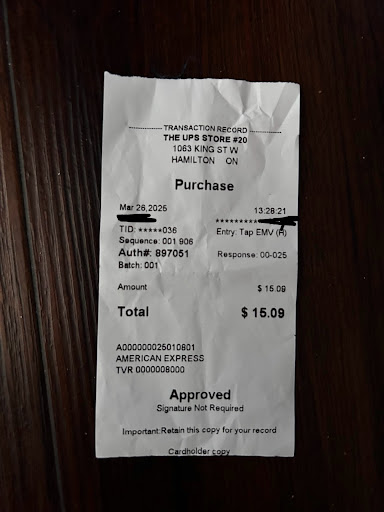 TRANSACTION RECORD
THE UPS STORE #20
1063 KING ST W
HAMILTON ON
Purchase
Mar 26,2025 13:28:21
*********
TID: *****036 Entry: Tap EMV (H)
Sequence: 001 906
Auth#: 897051 Response: 00-025
Batch: 001
Amount $ 15.09
Total $ 15.09
A000000025010801
AMERICAN EXPRESS
TVR 0000008000
Approved
Signature Not Required
Important:Retain this copy for your record
Cardholder copy